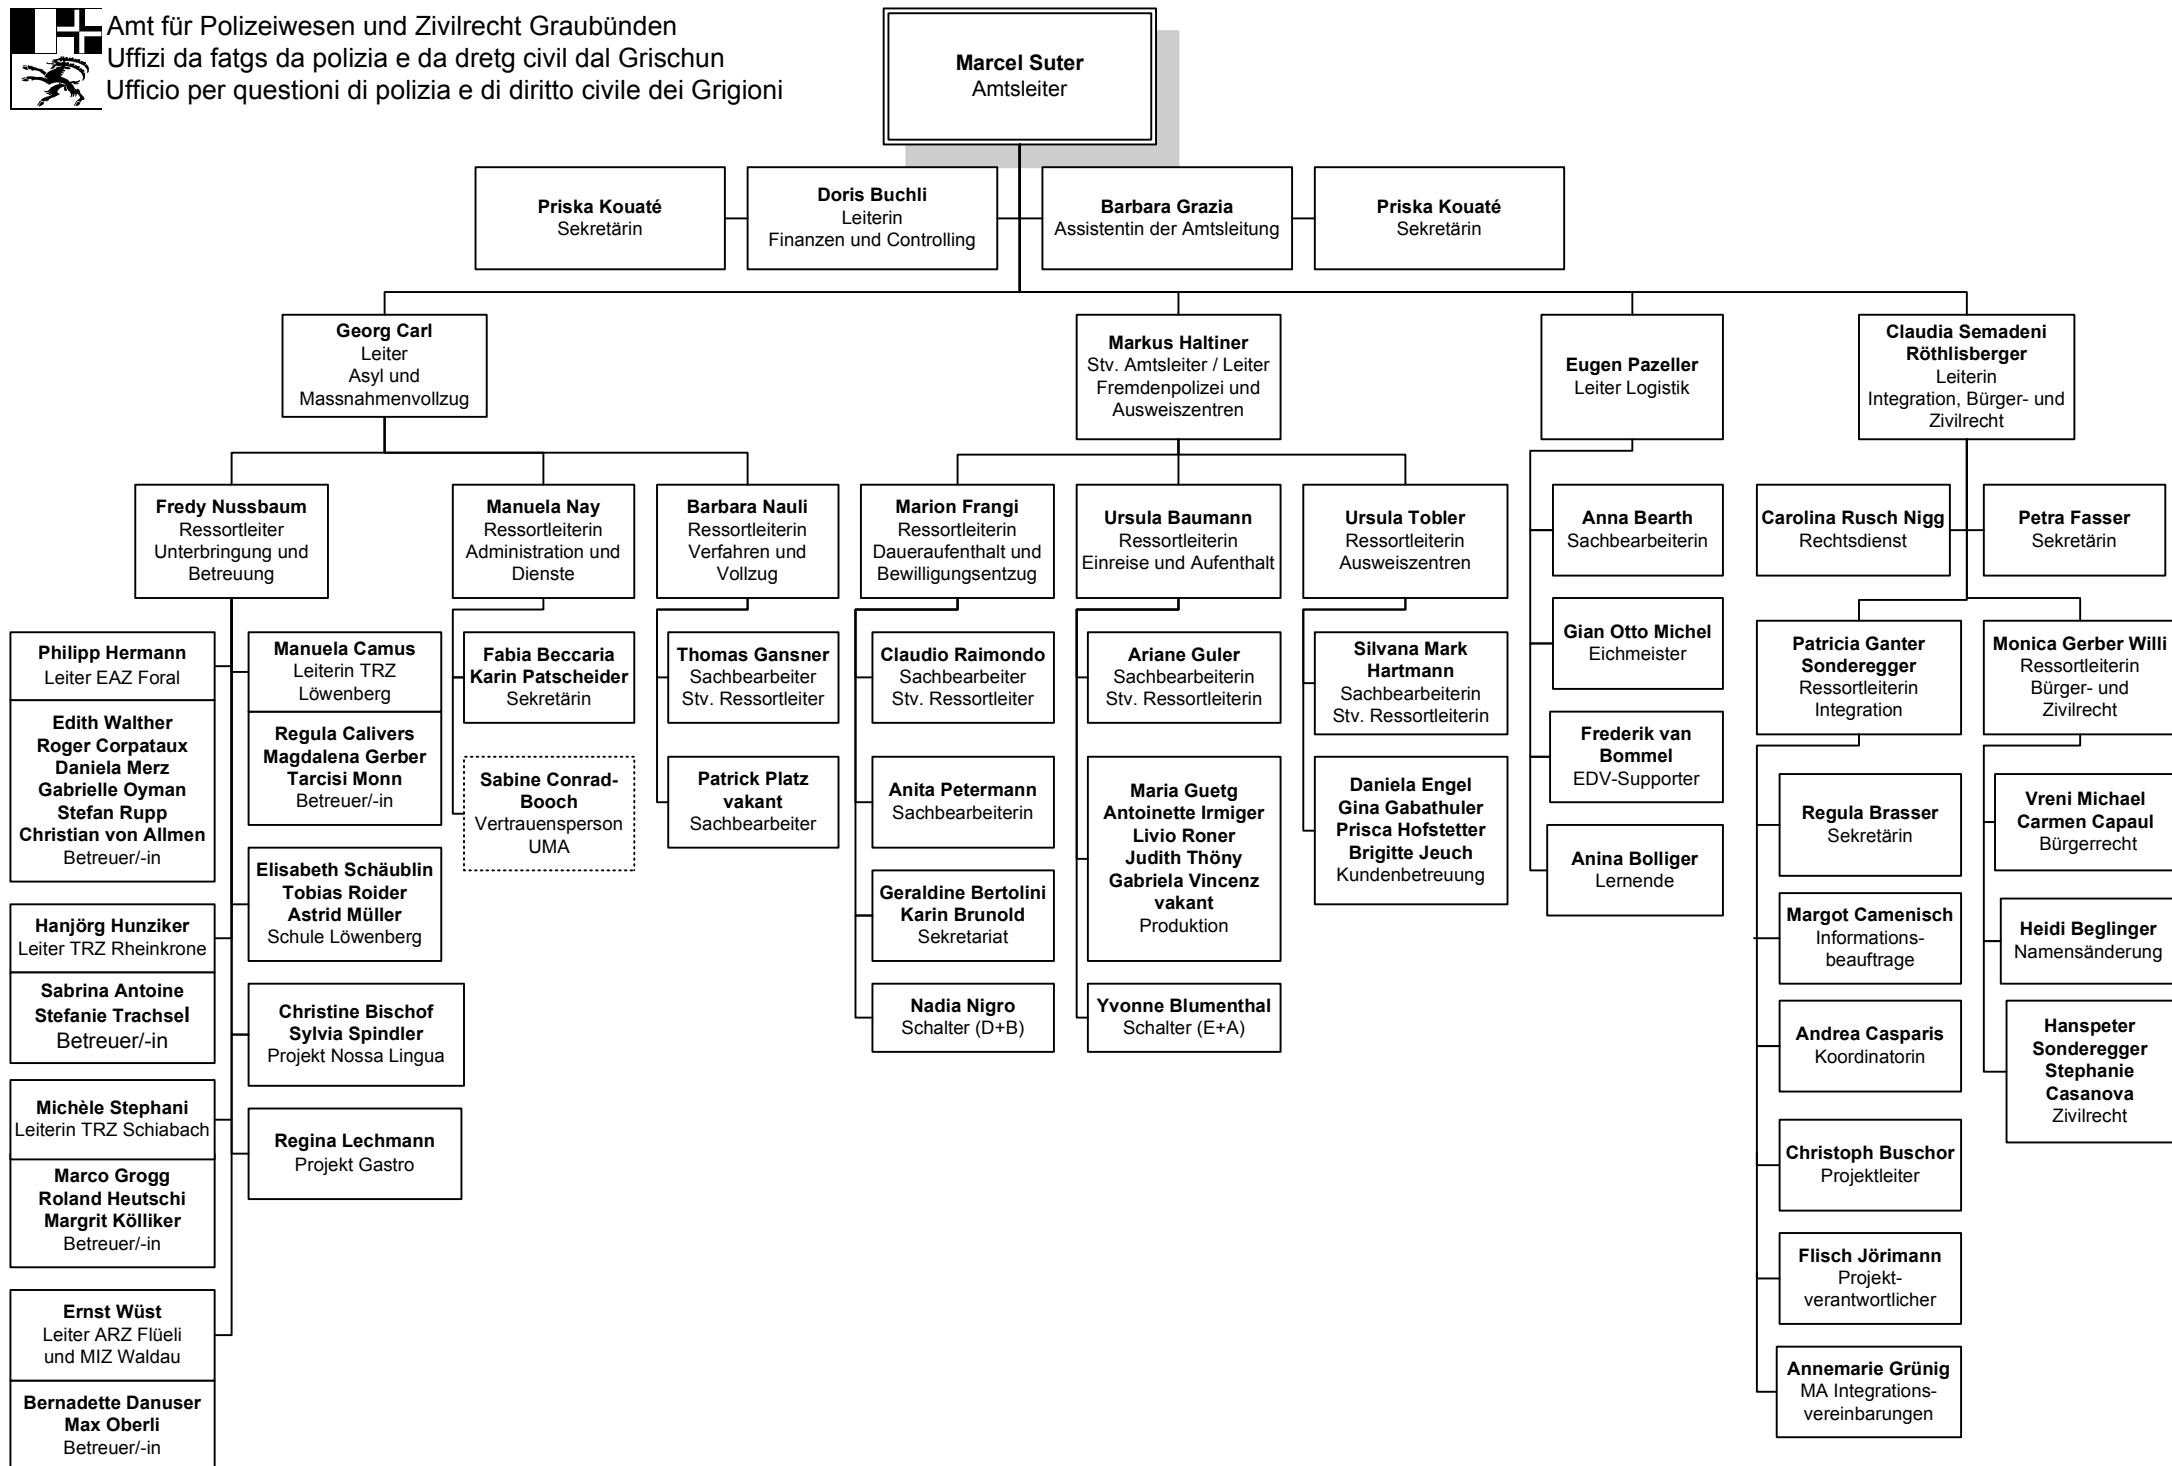 Amt für Polizeiwesen und Zivilrecht Graubünden
Uffizi da fatgs da polizia e da dretg civil dal Grischun
Ufficio per questioni di polizia e di diritto civile dei Grigioni
Marcel Suter
Amtsleiter
Priska Kouaté
Sekretärin
Doris Buchli
Leiterin
Finanzen und Controlling
Barbara Grazia
Assistentin der Amtsleitung
Priska Kouaté
Sekretärin
Georg Carl
Leiter
Asyl und
Massnahmenvollzug
Markus Haltiner
Stv. Amtsleiter / Leiter
Fremdenpolizei und
Ausweiszentren
Eugen Pazeller
Leiter Logistik
Claudia Semadeni
Röthlisberger
Leiterin
Integration, Bürger- und
Zivilrecht
Fredy Nussbaum
Ressortleiter
Unterbringung und
Betreuung
Manuela Nay
Ressortleiterin
Administration und
Dienste
Barbara Nauli
Ressortleiterin
Verfahren und
Vollzug
Marion Frangi
Ressortleiterin
Daueraufenthalt und
Bewilligungsentzug
Ursula Baumann
Ressortleiterin
Einreise und Aufenthalt
Ursula Tobler
Ressortleiterin
Ausweiszentren
Anna Bearth
Sachbearbeiterin
Carolina Rusch Nigg
Rechtsdienst
Petra Fasser
Sekretärin
Philipp Hermann
Leiter EAZ Foral
Edith Walther
Roger Corpataux
Daniela Merz
Gabrielle Oyman
Stefan Rupp
Christian von Allmen
Betreuer/-in
Hanjörg Hunziker
Leiter TRZ Rheinkrone
Sabrina Antoine
Stefanie Trachsel
Betreuer/-in
Michèle Stephani
Leiterin TRZ Schiabach
Marco Grogg
Roland Heutschi
Margrit Kölliker
Betreuer/-in
Ernst Wüst
Leiter ARZ Flüeli
und MIZ Waldau
Bernadette Danuser
Max Oberli
Betreuer/-in
Manuela Camus
Leiterin TRZ
Löwenberg
Regula Calivers
Magdalena Gerber
Tarcisi Monn
Betreuer/-in
Elisabeth Schäublin
Tobias Roider
Astrid Müller
Schule Löwenberg
Christine Bischof
Sylvia Spindler
Projekt Nossa Lingua
Regina Lechmann
Projekt Gastro
Fabia Beccaria
Karin Patscheider
Sekretärin
Sabine Conrad-
Booch
Vertrauensperson
UMA
Thomas Gansner
Sachbearbeiter
Stv. Ressortleiter
Patrick Platz
vakant
Sachbearbeiter
Claudio Raimondo
Sachbearbeiter
Stv. Ressortleiter
Anita Petermann
Sachbearbeiterin
Geraldine Bertolini
Karin Brunold
Sekretariat
Nadia Nigro
Schalter (D+B)
Ariane Guler
Sachbearbeiterin
Stv. Ressortleiterin
Maria Guetg
Antoinette Irmiger
Livio Roner
Judith Thöny
Gabriela Vincenz
vakant
Produktion
Yvonne Blumenthal
Schalter (E+A)
Silvana Mark
Hartmann
Sachbearbeiterin
Stv. Ressortleiterin
Daniela Engel
Gina Gabathuler
Prisca Hofstetter
Brigitte Jeuch
Kundenbetreuung
Gian Otto Michel
Eichmeister
Frederik van
Bommel
EDV-Supporter
Anina Bolliger
Lernende
Patricia Ganter
Sonderegger
Ressortleiterin
Integration
Regula Brasser
Sekretärin
Margot Camenisch
Informations-
beauftrage
Andrea Casparis
Koordinatorin
Christoph Buschor
Projektleiter
Flisch Jörimann
Projekt-
verantwortlicher
Annemarie Grünig
MA Integrations-
vereinbarungen
Monica Gerber Willi
Ressortleiterin
Bürger- und
Zivilrecht
Vreni Michael
Carmen Capaul
Bürgerrecht
Heidi Beglinger
Namensänderung
Hanspeter
Sonderegger
Stephanie
Casanova
Zivilrecht